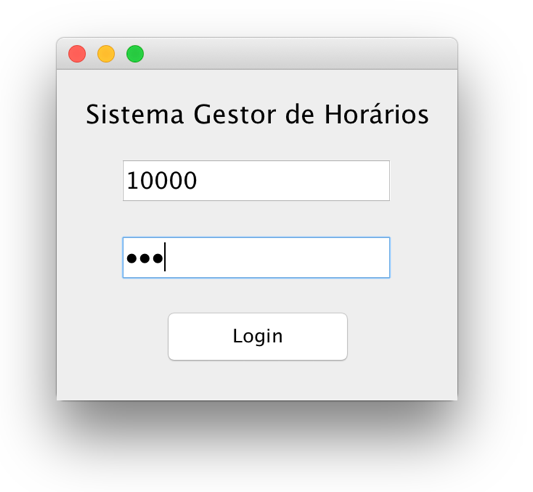 Sistema Gestor de Horários
10000
•••
Login